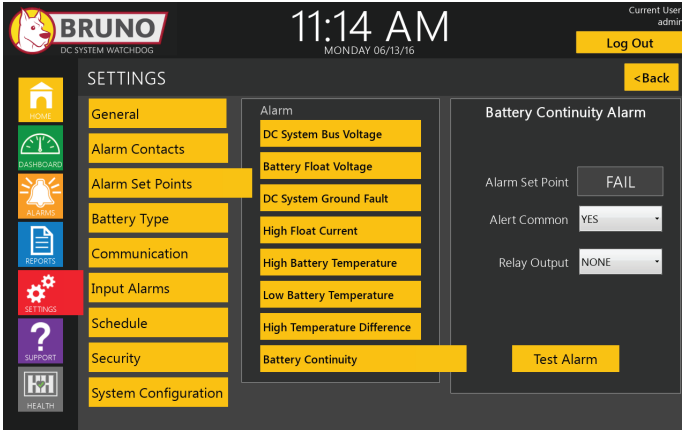 BRUNO
DC SYSTEM WATCHDOG
11:14 AM
MONDAY 06/13/16
Current User
admin
Log Out
SETTINGS
<Back
HOME
DASHBOARD
ALARMS
REPORTS
SETTINGS
SUPPORT
HEALTH
General
Alarm Contacts
Alarm Set Points
Battery Type
Communication
Input Alarms
Schedule
Security
System Configuration
Alarm
DC System Bus Voltage
Battery Float Voltage
DC System Ground Fault
High Float Current
High Battery Temperature
Low Battery Temperature
High Temperature Difference
Battery Continuity
Battery Continuity Alarm
Alarm Set Point FAIL
Alert Common YES
Relay Output NONE
Test Alarm